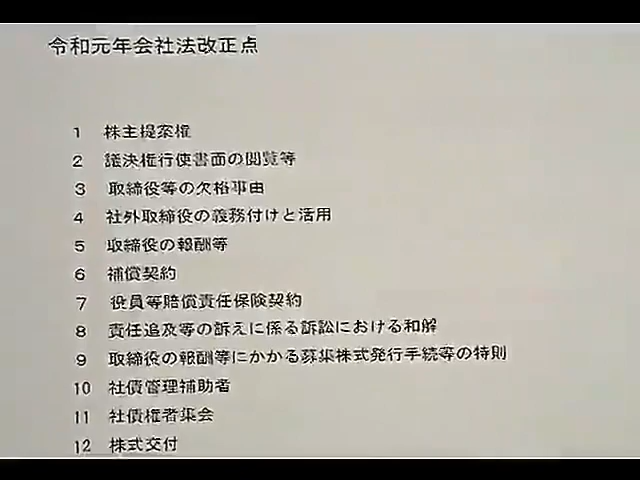 令和元年会社法改正点
1 株主提案権
2 議決権行使書面の閲覧等
3 取締役等の欠格事由
4 社外取締役の義務付けと活用
5 取締役の報酬等
6 補償契約
7 役員等賠償責任保険契約
8 責任追及等の訴えに係る訴訟における和解
9 取締役の報酬等にかかる募集株式発行手続等の特則
10 社債管理補助者
11 社債権者集会
12 株式交付